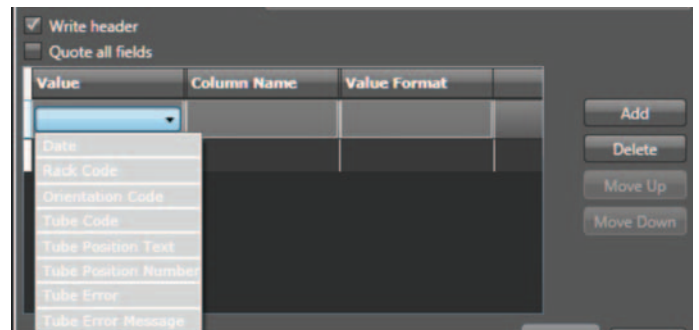 Write header
Quote all fields
Value Column Name Value Format
Add
Date
Delete
Rack Code
Move Up
Orientation Code
Tube Code
Move Down
Tube Position Text
Tube Position Number
Tube Error
Tube Error Message